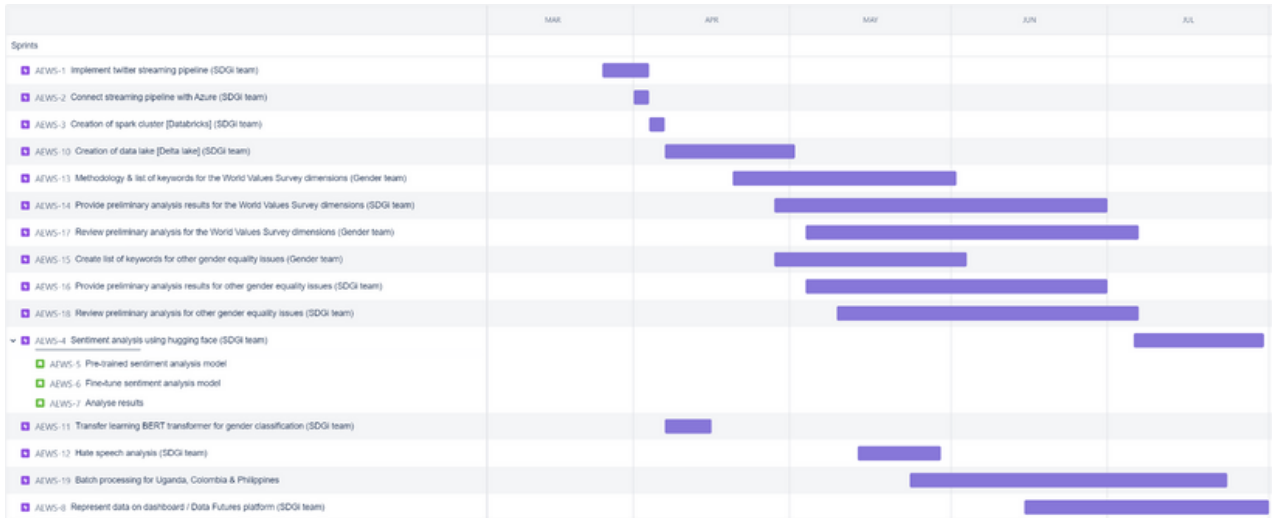 MAR APR MAY JUN JUL
Sprints
AEWS-1 Implement twitter streaming pipeline (SDGi team)
AEWS-2 Connect streaming pipeline with Azure (SDGi team)
AEWS-3 Creation of spark cluster [Databricks] (SDGi team)
AEWS-10 Creation of data lake [Delta lake] (SDGi team)
AEWS-13 Methodology & list of keywords for the World Values Survey dimensions (Gender team)
AEWS-14 Provide preliminary analysis results for the World Values Survey dimensions (SDGi team)
AEWS-17 Review preliminary analysis for the World Values Survey dimensions (Gender team)
AEWS-15 Create list of keywords for other gender equality issues (Gender team)
AEWS-16 Provide preliminary analysis results for other gender equality issues (SDGi team)
AEWS-18 Review preliminary analysis for other gender equality issues (SDGi team)
AEWS-4 Sentiment analysis using hugging face (SDGi team)
AEWS-5 Pre-trained sentiment analysis model
AEWS-6 Fine-tune sentiment analysis model
AEWS-7 Analyse results
AEWS-11 Transfer learning BERT transformer for gender classification (SDGi team)
AEWS-12 Hate speech analysis (SDGi team)
AEWS-19 Batch processing for Uganda, Colombia & Philippines
AEWS-8 Represent data on dashboard / Data Futures platform (SDGi team)